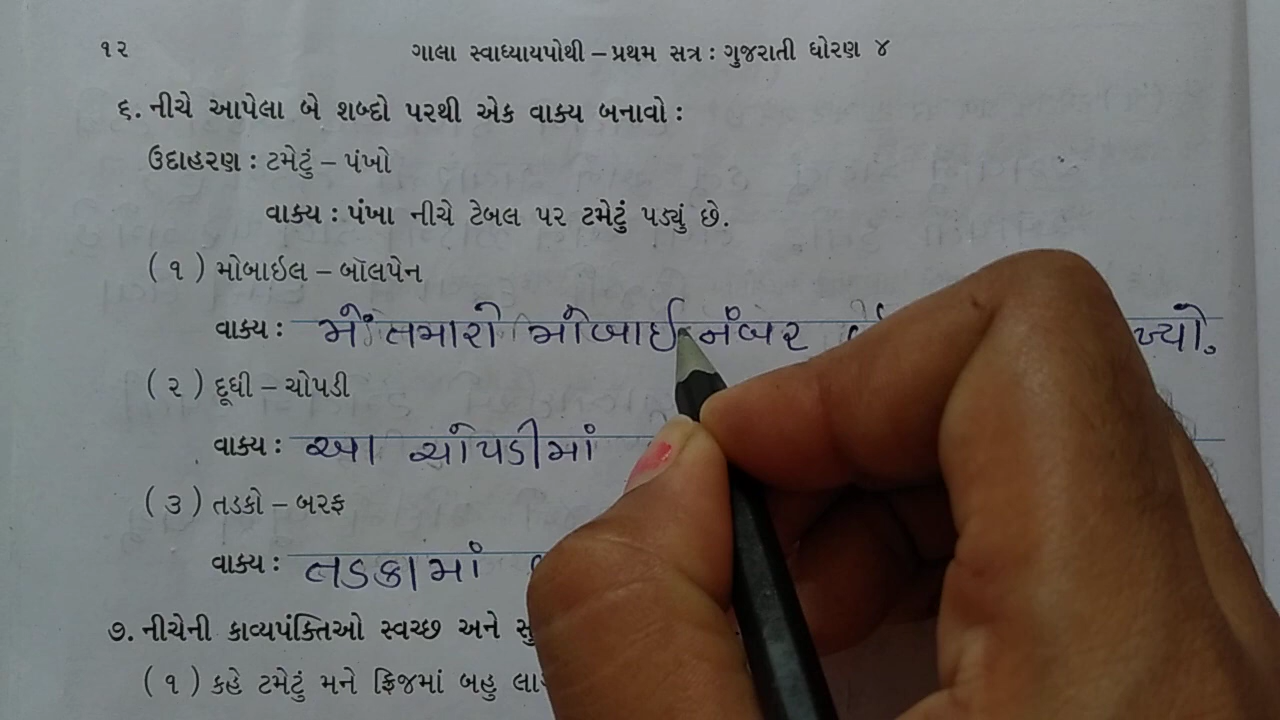 ૧૨ ગાલા સ્વાધ્યાયપોથી – પ્રથમ સત્ર : ગુજરાતી ધોરણ ૪
૬. નીચે આપેલા બે શબ્દો પરથી એક વાક્ય બનાવો :
ઉદાહરણ : ટમેટું – પંખો
વાક્ય : પંખા નીચે ટેબલ પર ટમેટું પડ્યું છે.
( ૧ ) મોબાઇલ – બૉલપેન
વાક્ય : મેં તમારો મોબાઈ નંબર
( ૨ ) દૂધી – ચોપડી
વાક્ય : આ ચોપડીમાં
( ૩ ) તડકો – બરફ
વાક્ય : તડકામાં
૭. નીચેની કાવ્યપંક્તિઓ સ્વચ્છ અને
( ૧ ) કહે ટમેટું મને ફ્રિજમાં બહુ